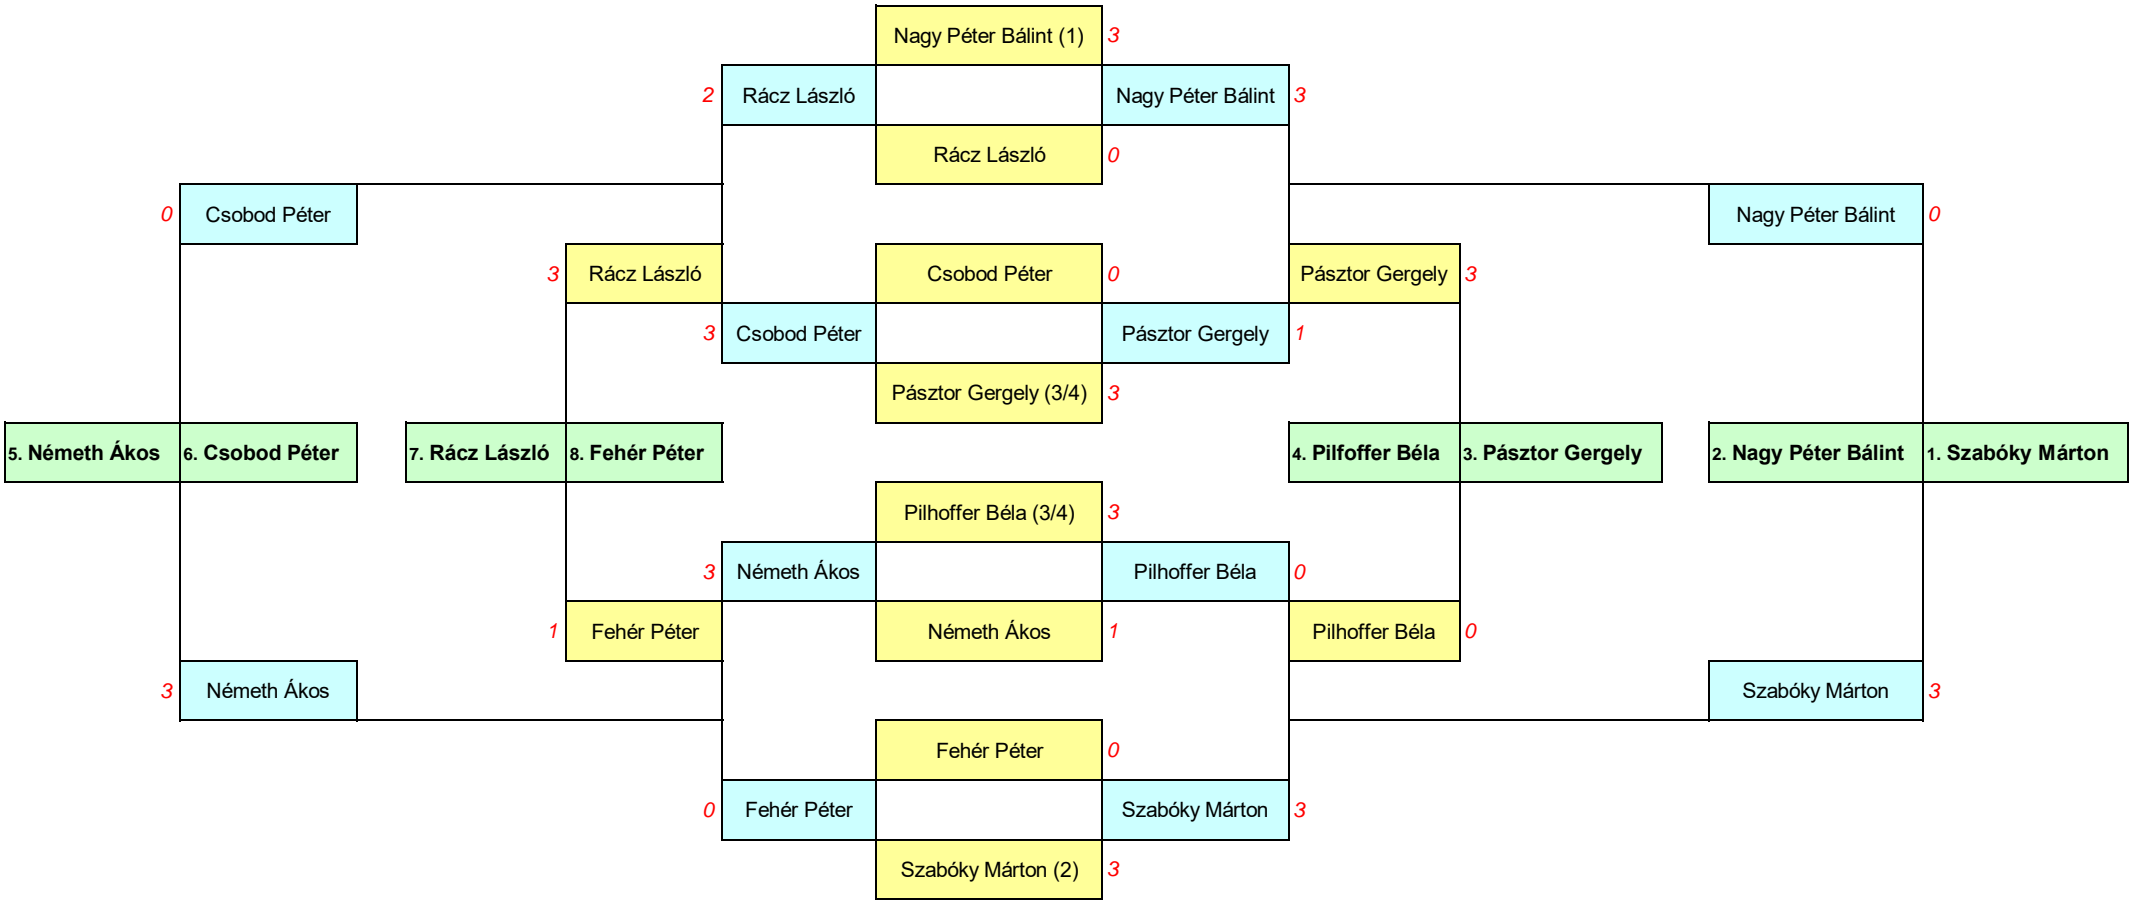 Nagy Péter Bálint (1) 3
2 Rácz László Nagy Péter Bálint 3
Rácz László 0
0 Csobod Péter Nagy Péter Bálint 0
3 Rácz László Csobod Péter 0 Pásztor Gergely 3
3 Csobod Péter Pásztor Gergely 1
Pásztor Gergely (3/4) 3
5. Németh Ákos 6. Csobod Péter 7. Rácz László 8. Fehér Péter 4. Pilfoffer Béla 3. Pásztor Gergely 2. Nagy Péter Bálint 1. Szabóky Márton
Pilhoffer Béla (3/4) 3
3 Németh Ákos Pilhoffer Béla 0
1 Fehér Péter Németh Ákos 1 Pilhoffer Béla 0
3 Németh Ákos Szabóky Márton 3
Fehér Péter 0
0 Fehér Péter Szabóky Márton 3
Szabóky Márton (2) 3